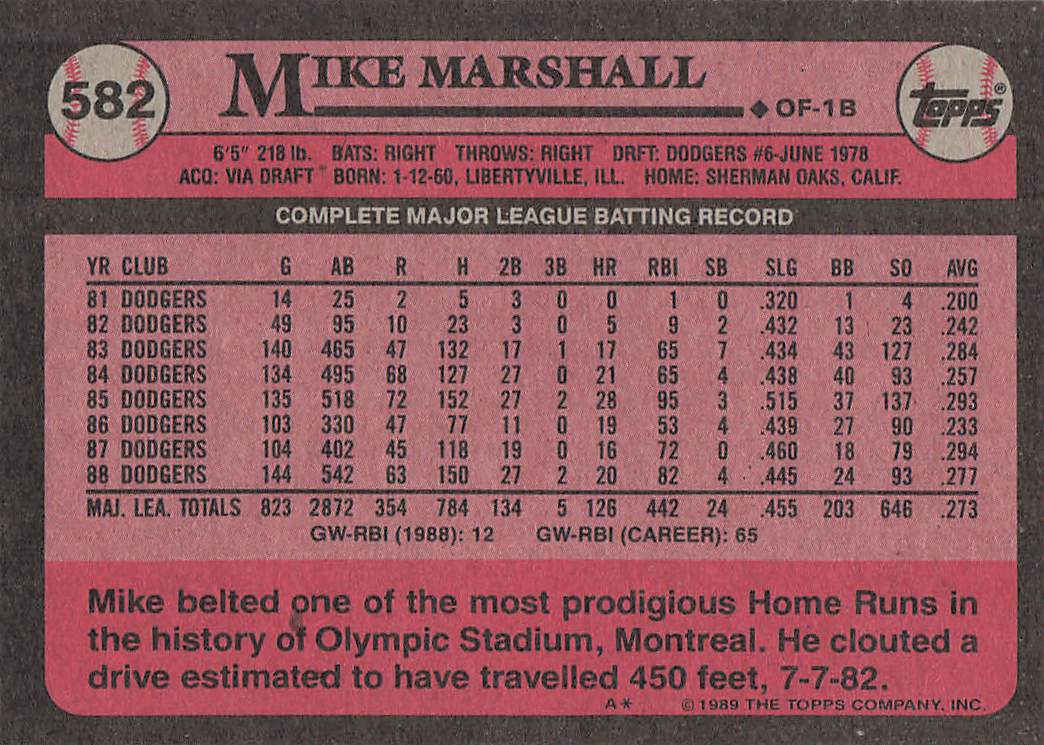 582
MIKE MARSHALL
◆ OF-1B
Topps®
6'5" 218 lb. BATS: RIGHT THROWS: RIGHT DRFT: DODGERS #6-JUNE 1978
ACQ: VIA DRAFT BORN: 1-12-60, LIBERTYVILLE, ILL. HOME: SHERMAN OAKS, CALIF.
COMPLETE MAJOR LEAGUE BATTING RECORD
YR CLUB G AB R H 2B 3B HR RBI SB SLG BB SO AVG
81 DODGERS 14 25 2 5 3 0 0 1 0 .320 1 4 .200
82 DODGERS 49 95 10 23 3 0 5 9 2 .432 13 23 .242
83 DODGERS 140 465 47 132 17 1 17 65 7 .434 43 127 .284
84 DODGERS 134 495 68 127 27 0 21 65 4 .438 40 93 .257
85 DODGERS 135 518 72 152 27 2 28 95 3 .515 37 137 .293
86 DODGERS 103 330 47 77 11 0 19 53 4 .439 27 90 .233
87 DODGERS 104 402 45 118 19 0 16 72 0 .460 18 79 .294
88 DODGERS 144 542 63 150 27 2 20 82 4 .445 24 93 .277
MAJ. LEA. TOTALS 823 2872 354 784 134 5 126 442 24 .455 203 646 .273
GW-RBI (1988): 12 GW-RBI (CAREER): 65
Mike belted one of the most prodigious Home Runs in
the history of Olympic Stadium, Montreal. He clouted a
drive estimated to have travelled 450 feet, 7-7-82.
A* © 1989 THE TOPPS COMPANY, INC.